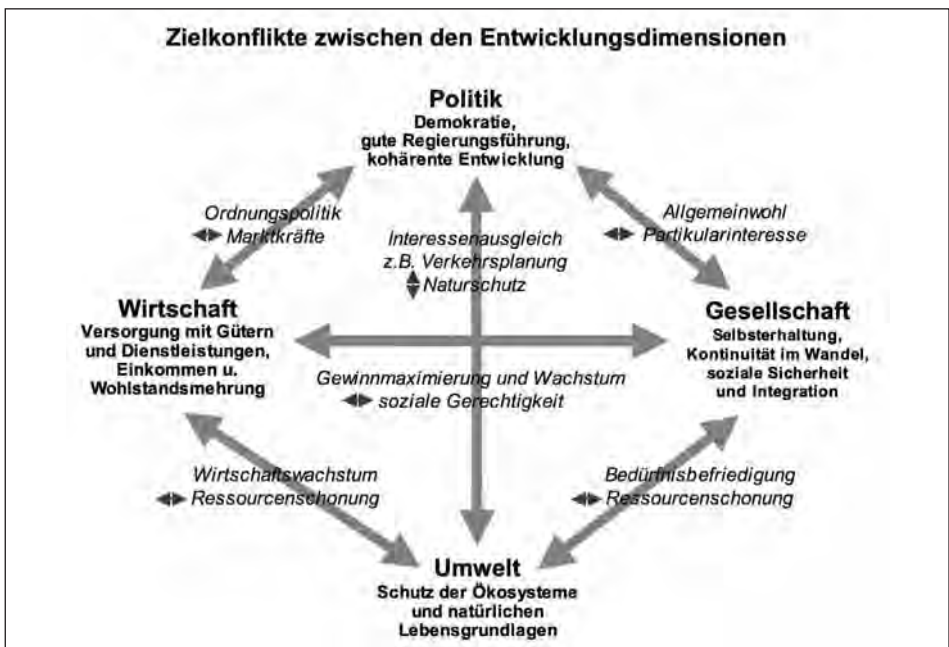 Zielkonflikte zwischen den Entwicklungsdimensionen
Politik
Demokratie,
gute Regierungsführung,
kohärente Entwicklung
Ordnungspolitik
Marktkräfte
Interessenausgleich
z.B. Verkehrsplanung
Naturschutz
Allgemeinwohl
Partikularinteresse
Wirtschaft
Versorgung mit Gütern
und Dienstleistungen,
Einkommen u.
Wohlstandsmehrung
Gesellschaft
Selbsterhaltung,
Kontinuität im Wandel,
soziale Sicherheit
und Integration
Gewinnmaximierung und Wachstum
soziale Gerechtigkeit
Wirtschaftswachstum
Ressourcenschonung
Bedürfnisbefriedigung
Ressourcenschonung
Umwelt
Schutz der Ökosysteme
und natürlichen
Lebensgrundlagen